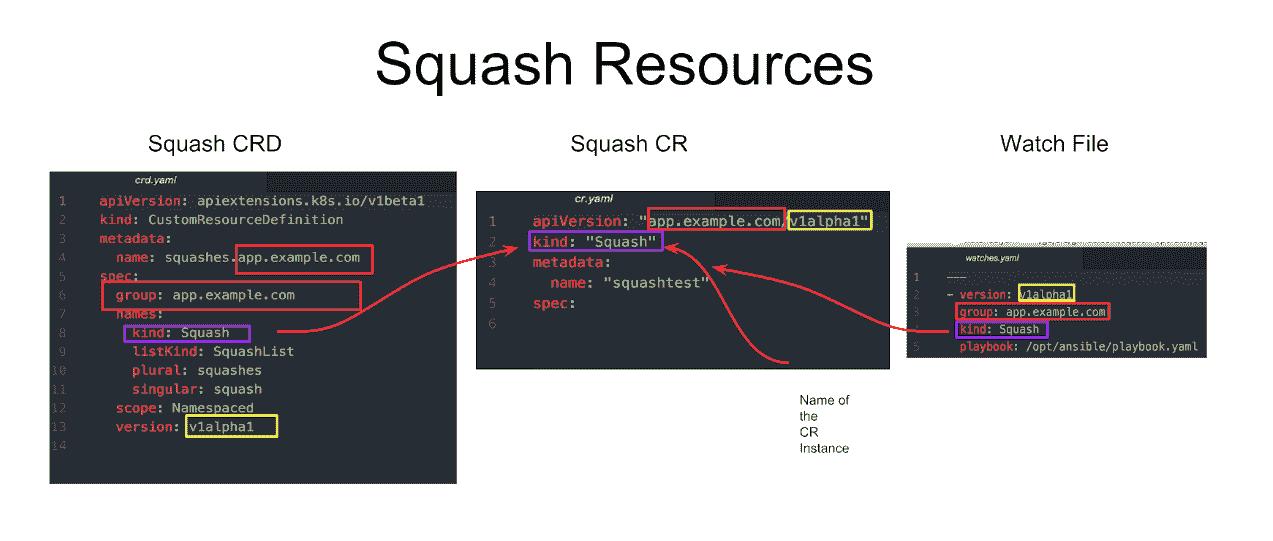 Squash Resources
Squash CRD
crd.yaml
1 apiVersion: apiextensions.k8s.io/v1beta1
2 kind: CustomResourceDefinition
3 metadata:
4 name: squashes.app.example.com
5 spec:
6 group: app.example.com
7 names:
8 kind: Squash
9 listKind: SquashList
10 plural: squashes
11 singular: squash
12 scope: Namespaced
13 version: v1alpha1
14
Squash CR
cr.yaml
1 apiVersion: "app.example.com/v1alpha1"
2 kind: "Squash"
3 metadata:
4 name: "squashtest"
5 spec:
6
Name of
the
CR
Instance
Watch File
watches.yaml
1 ---
2 - version: v1alpha1
3 group: app.example.com
kind: Squash
5 playbook: /opt/ansible/playbook.yaml